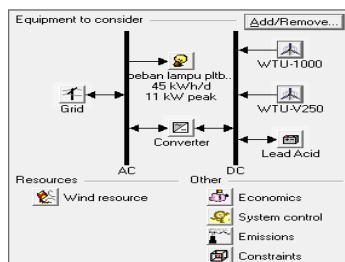 Equipment to consider
Add/Remove...
beban lampu pltb..
45 kWh/d
11 kW peak
WTU-1000
Grid
WTU-V250
Converter
Lead Acid
AC
DC
Resources
Other
Wind resource
Economics
System control
Emissions
Constraints